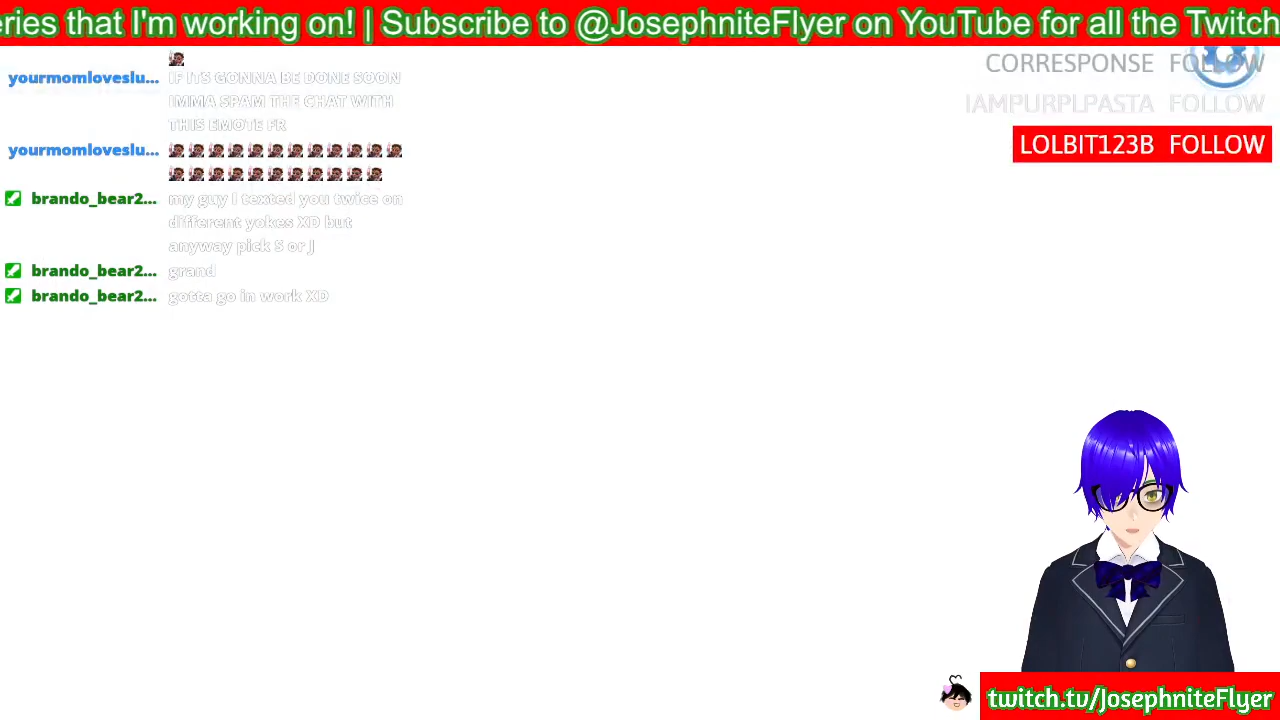 eries that I'm working on! | Subscribe to @JosephniteFlyer on YouTube for all the Twitch
yourmomloveslu... IF ITS GONNA BE DONE SOON
IMMA SPAM THE CHAT WITH
THIS EMOTE FR
yourmomloveslu...
brando_bear2... my guy I texted you twice on
different yokes XD but
anyway pick S or J
brando_bear2... grand
brando_bear2... gotta go in work XD
CORRESPONSE FOLLOW
IAMPURPLPASTA FOLLOW
LOLBIT123B FOLLOW
twitch.tv/JosephniteFlyer